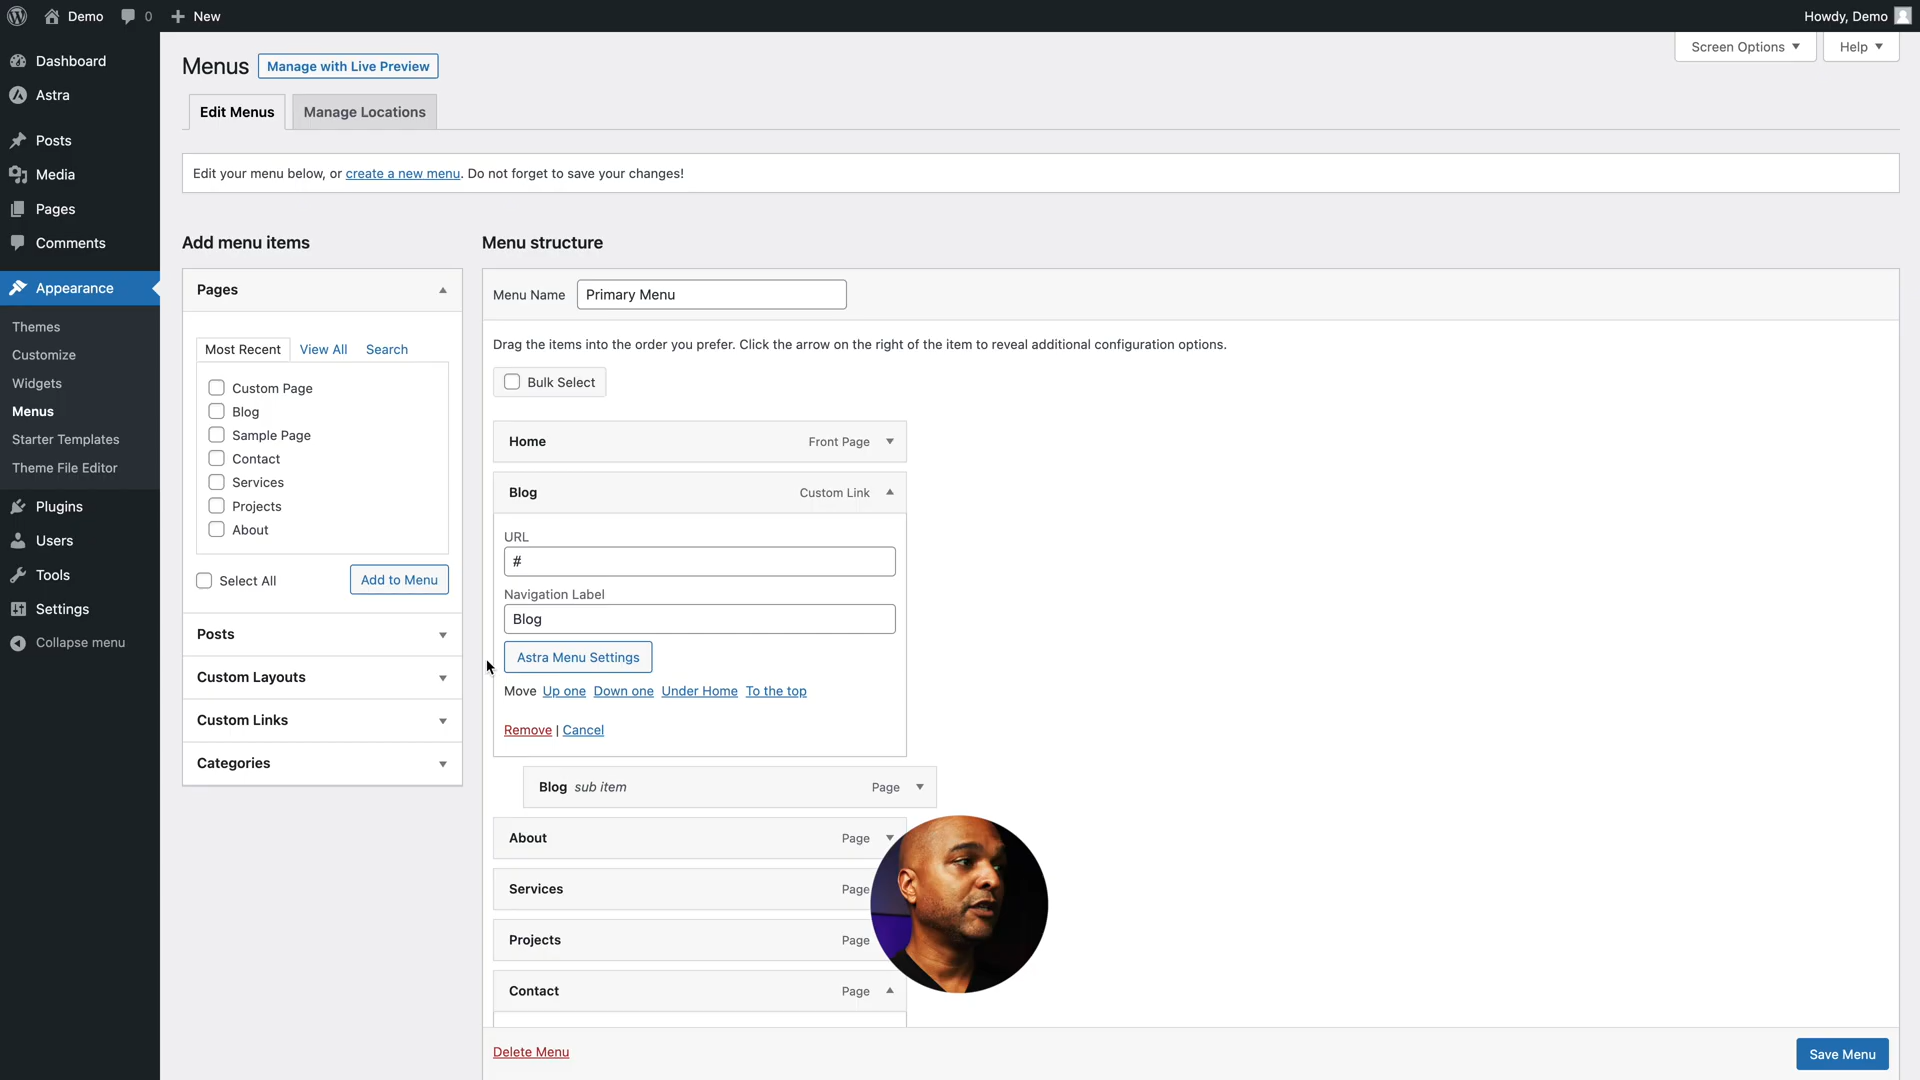 Demo
0
New
Howdy, Demo
Dashboard
Astra
Posts
Media
Pages
Comments
Appearance
Themes
Customize
Widgets
Menus
Starter Templates
Theme File Editor
Plugins
Users
Tools
Settings
Collapse menu
Screen Options
Help
Menus
Manage with Live Preview
Edit Menus
Manage Locations
Edit your menu below, or create a new menu. Do not forget to save your changes!
Add menu items
Pages
Most Recent
View All
Search
Custom Page
Blog
Sample Page
Contact
Services
Projects
About
Select All
Add to Menu
Posts
Custom Layouts
Custom Links
Categories
Menu structure
Menu Name
Primary Menu
Drag the items into the order you prefer. Click the arrow on the right of the item to reveal additional configuration options.
Bulk Select
Home
Front Page
Blog
Custom Link
URL
#
Navigation Label
Blog
Astra Menu Settings
Move Up one Down one Under Home To the top
Remove | Cancel
Blog sub item
Page
About
Page
Services
Page
Projects
Page
Contact
Page
Delete Menu
Save Menu